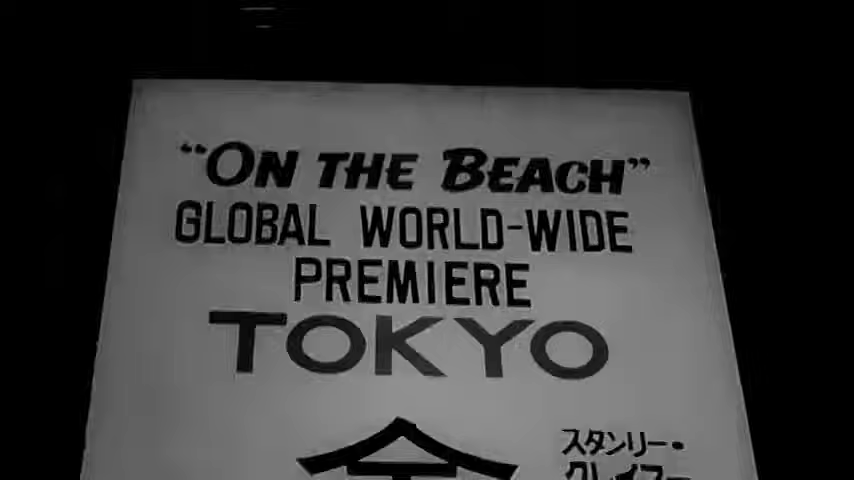 “ON THE BEACH”
GLOBAL WORLD-WIDE
PREMIERE
TOKYO
スタンリー・